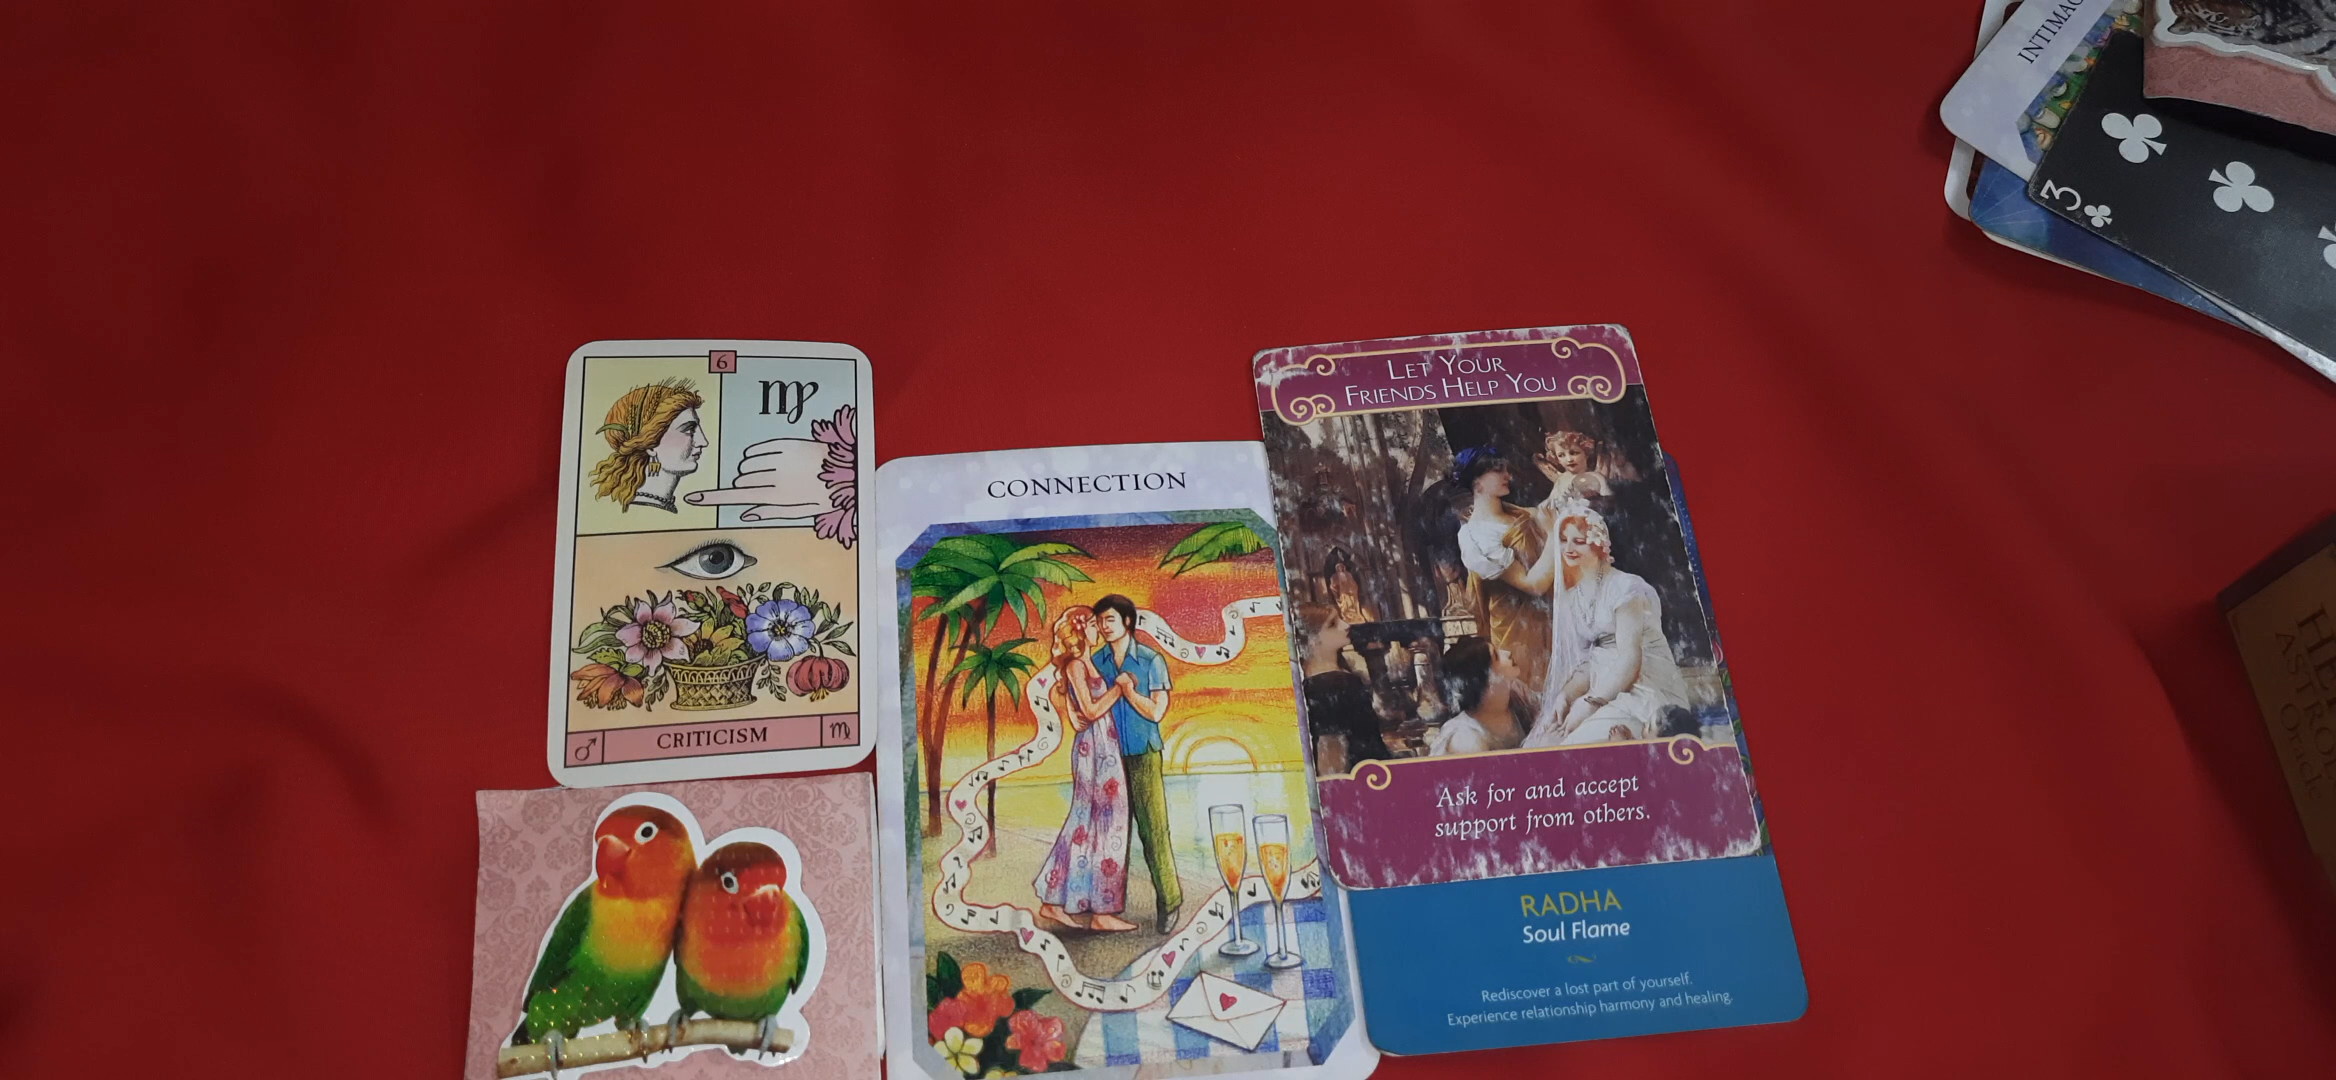 6
CRITICISM
CONNECTION
LET YOUR
FRIENDS HELP YOU
Ask for and accept
support from others.
RADHA
Soul Flame
Rediscover a lost part of yourself.
Experience relationship harmony and healing.
3